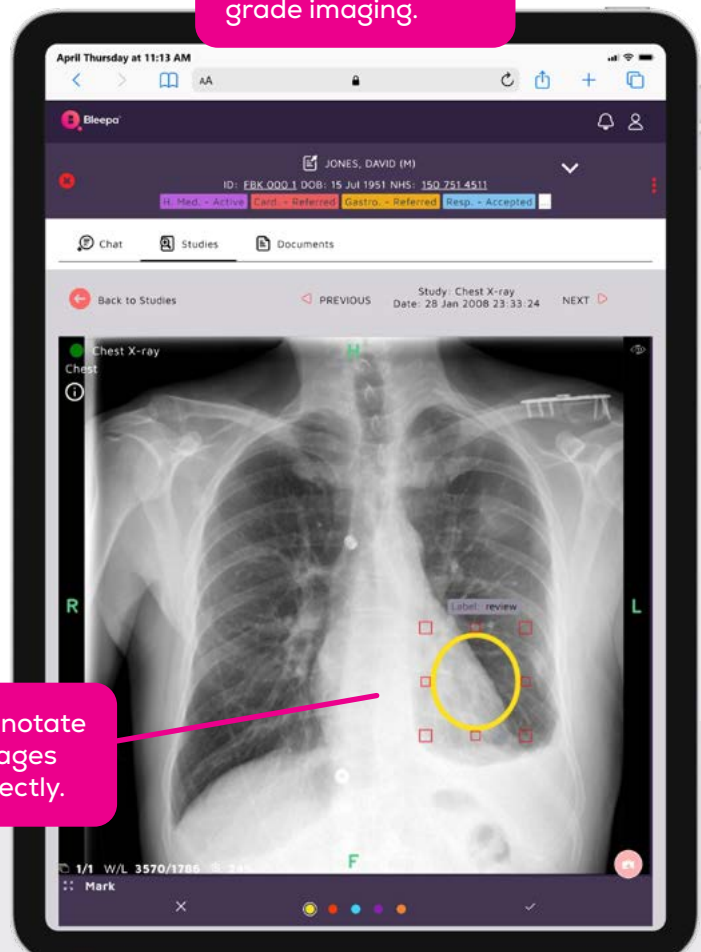 grade imaging.
April Thursday at 11:13 AM
AA
Bleepa
JONES, DAVID (M)
ID: FBK 000 1 DOB: 15 Jul 1951 NHS: 150 751 4511
H. Med. - Active Card. - Referred Gastro. - Referred Resp. - Accepted ...
Chat Studies Documents
Back to Studies
PREVIOUS
Study: Chest X-ray
Date: 28 Jan 2008 23:33:24
NEXT
Chest X-ray
H
Chest
R
Label: review
L
notate
ages
ectly.
F
1/1 W/L 3570/1786
Mark